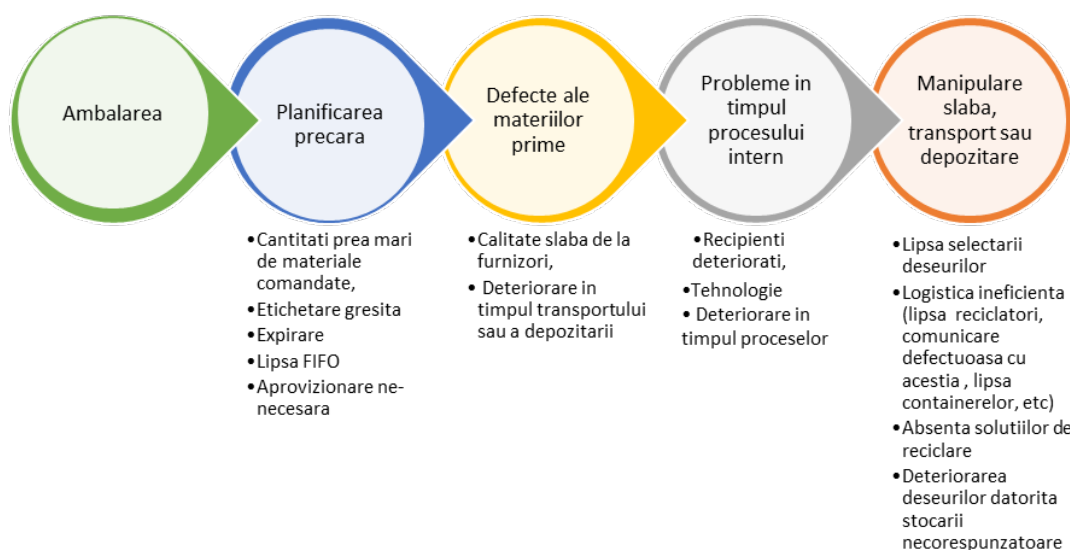 Ambalarea
Planificarea
precara
Defecte ale
materiilor
prime
Probleme in
timpul
procesului
intern
Manipulare
slaba,
transport sau
depozitare
•Cantitati prea mari
de materiale
comandate,
•Etichetare gresita
•Expirare
•Lipsa FIFO
•Aprovizionare ne-
necesara
•Calitate slaba de la
furnizori,
• Deteriorare in
timpul transportului
sau a depozitarii
•Recipienti
deteriorati,
•Tehnologie
• Deteriorare in
timpul proceselor
•Lipsa selectarii
deseurilor
•Logistica ineficienta
(lipsa reciclatori,
comunicare
defectuoasa cu
acestia , lipsa
containerelor, etc)
•Absenta solutiilor de
reciclare
•Deteriorarea
deseurilor datorita
stocarii
necorespunzatoare